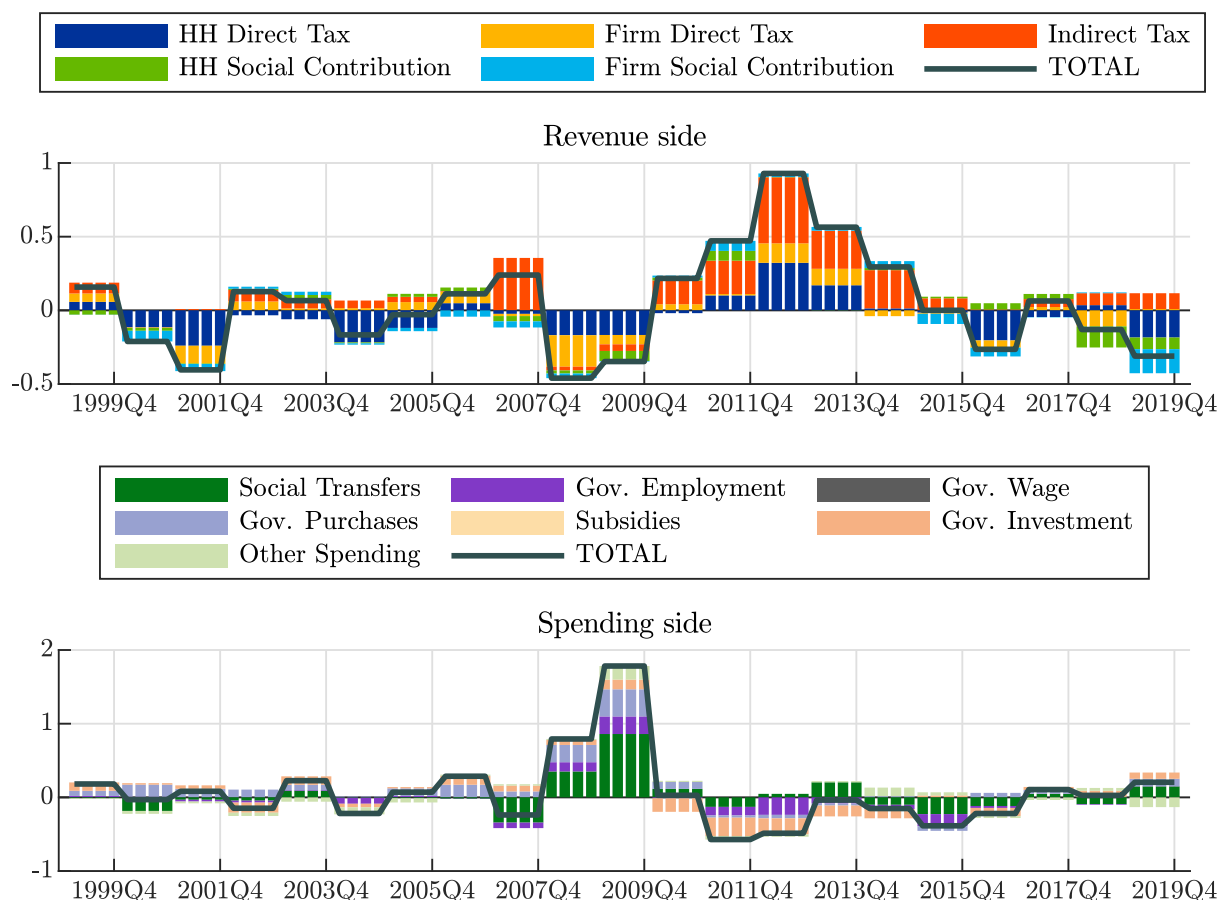 HH Direct Tax Firm Direct Tax Indirect Tax
HH Social Contribution Firm Social Contribution TOTAL
Revenue side
1
0.5
0
-0.5
1999Q4 2001Q4 2003Q4 2005Q4 2007Q4 2009Q4 2011Q4 2013Q4 2015Q4 2017Q4 2019Q4
Social Transfers Gov. Employment Gov. Wage
Gov. Purchases Subsidies Gov. Investment
Other Spending TOTAL
Spending side
2
1
0
-1
1999Q4 2001Q4 2003Q4 2005Q4 2007Q4 2009Q4 2011Q4 2013Q4 2015Q4 2017Q4 2019Q4